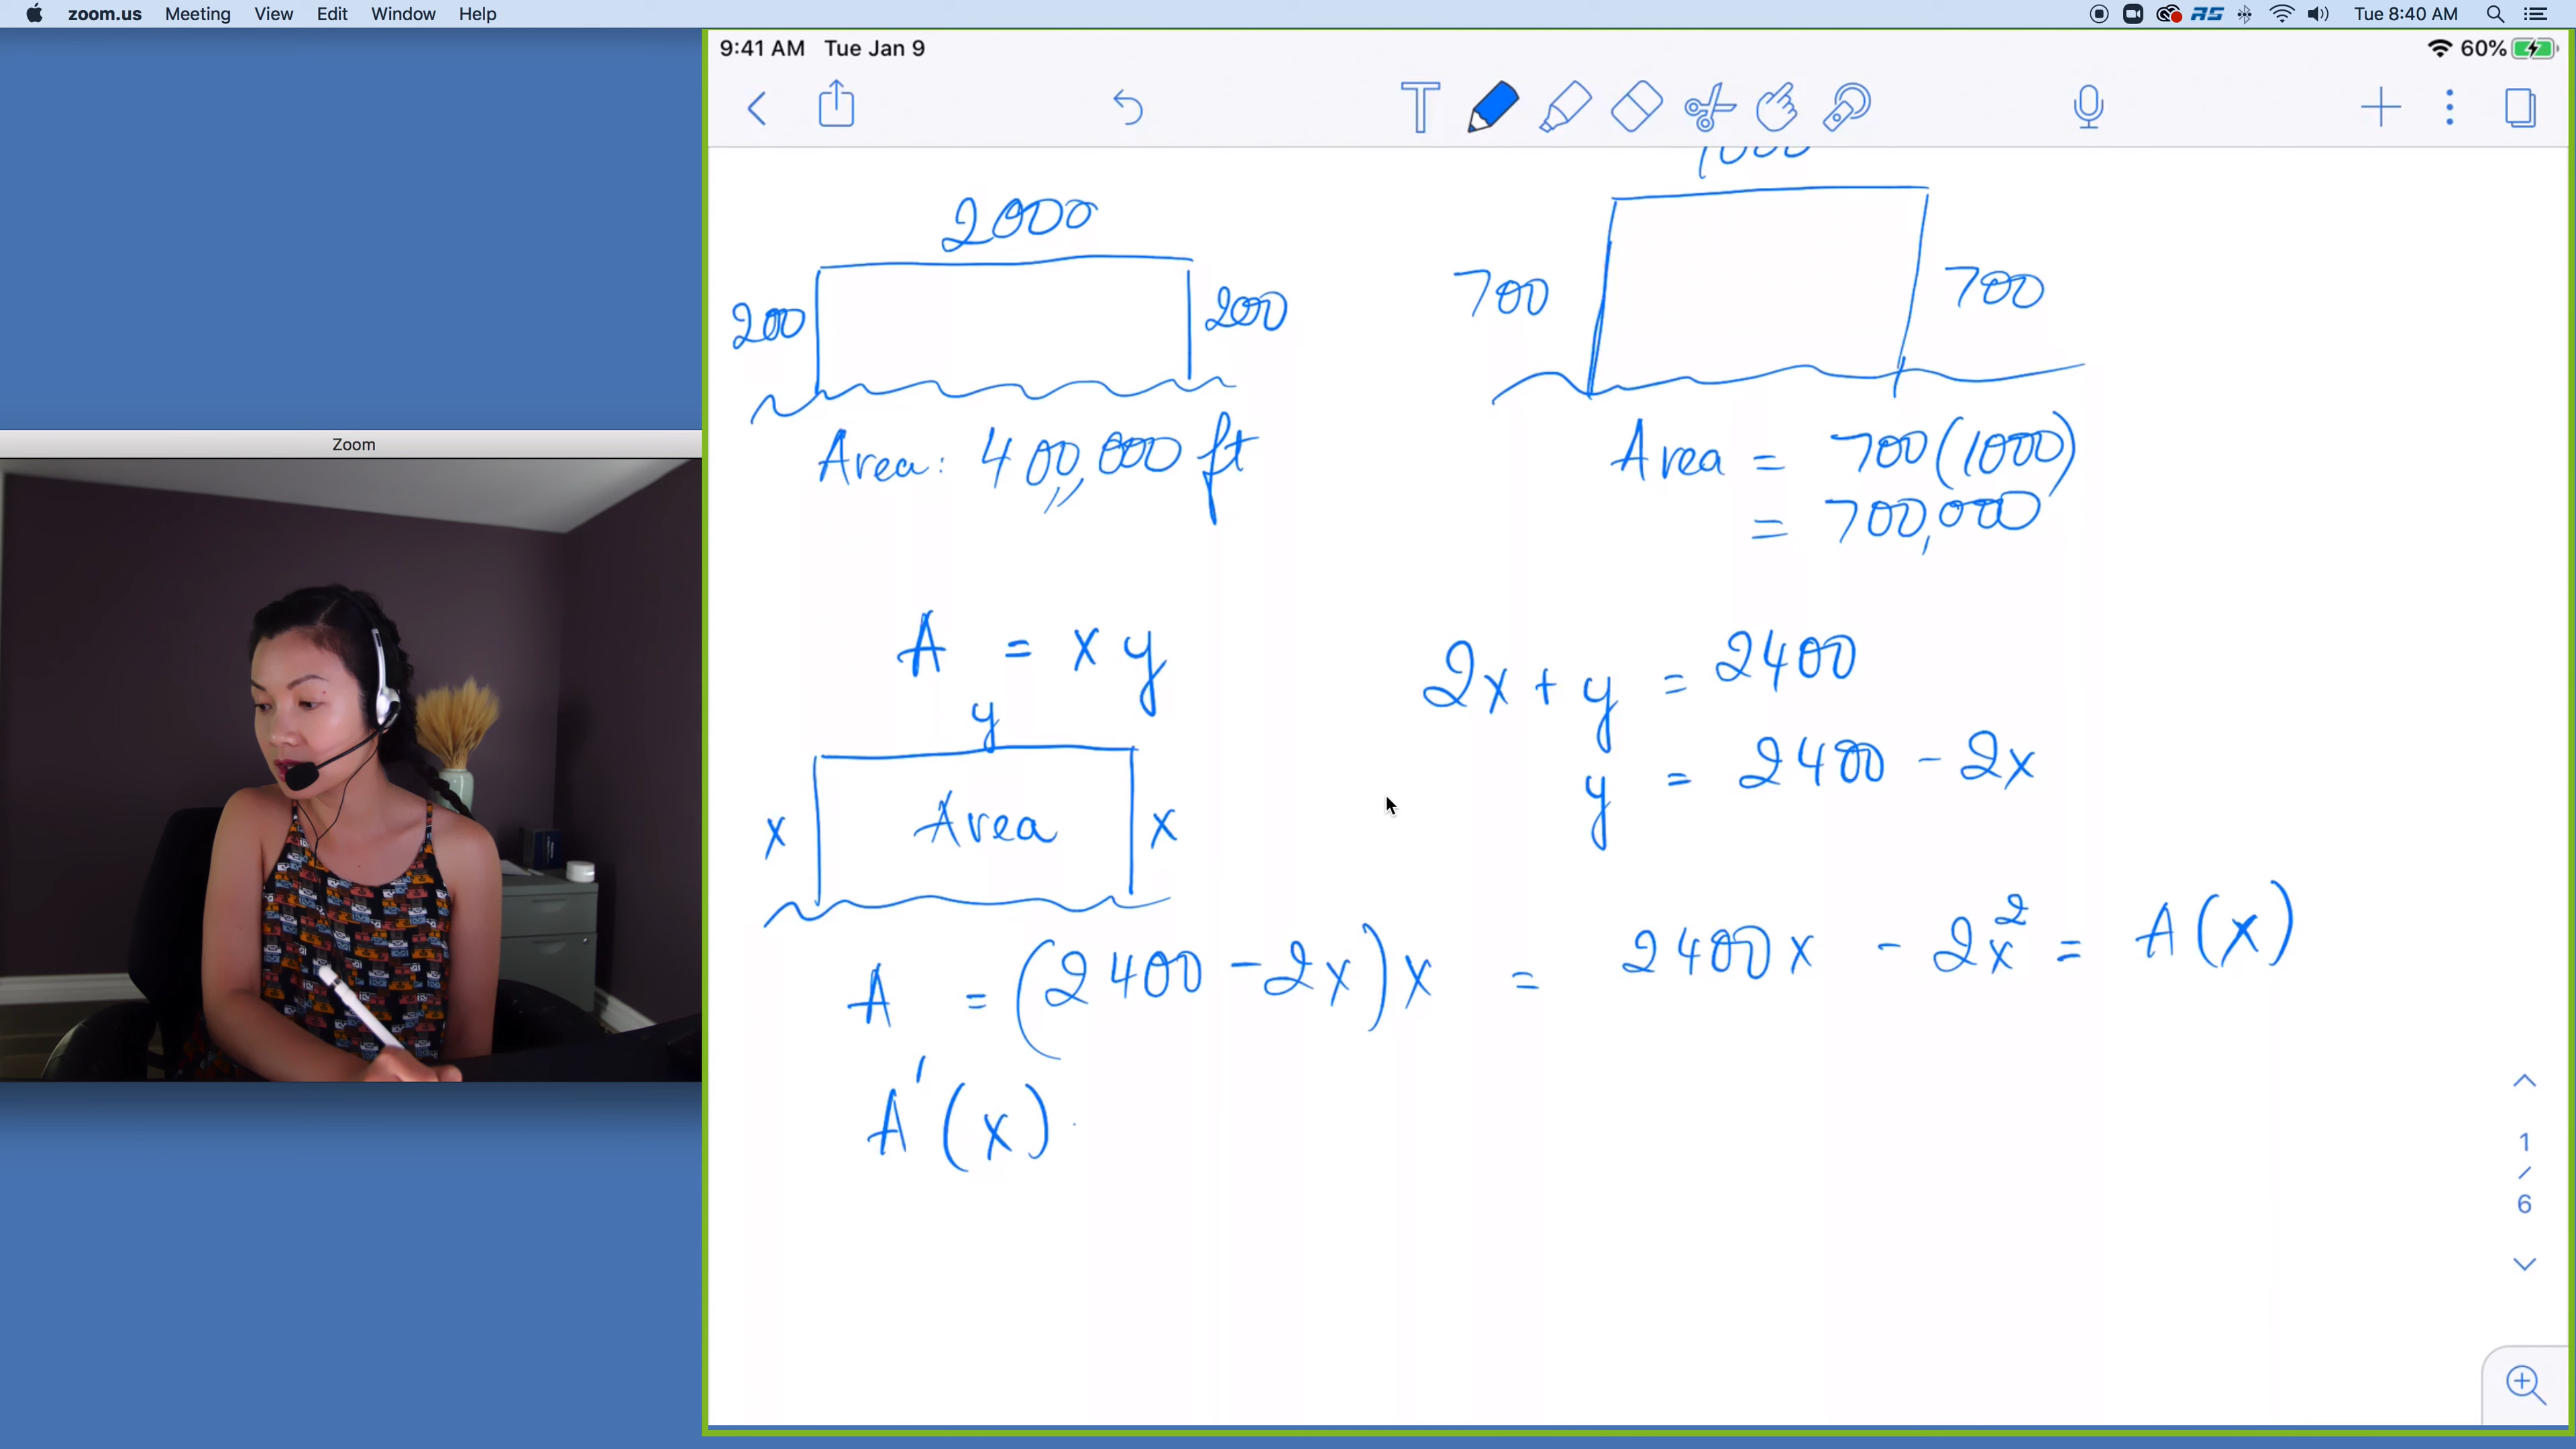 zoom.us Meeting View Edit Window Help
Tue 8:40 AM
9:41 AM Tue Jan 9
60%
T
Zoom
1000
2000
200
200
Area: 400,000 ft
700
700
Area = 700(1000)
= 700,000
A = x y
y
x
Area
x
2x + y = 2400
y = 2400 - 2x
A = (2400 - 2x)x = 2400x - 2x² = A(x)
A'(x)
1
/
6